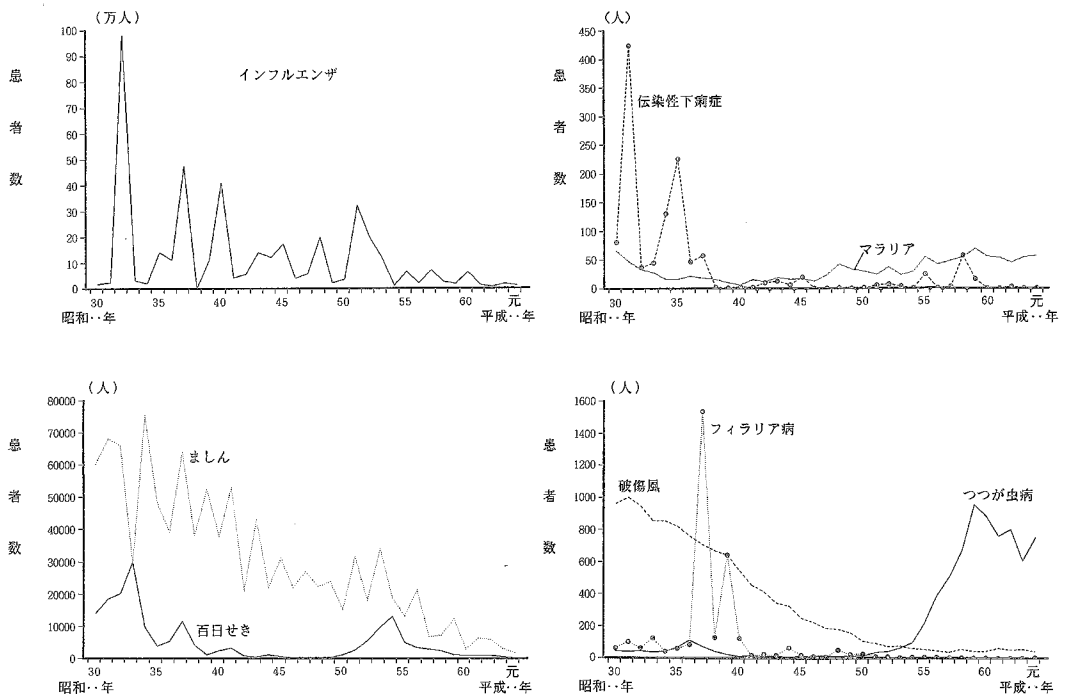 （万人）
100
90
80
70
60
50
40
30
20
10
0
患者数
インフルエンザ
30 35 40 45 50 55 60 元
昭和‥年 平成‥年
（人）
450
400
350
300
250
200
150
100
50
0
患者数
伝染性下痢症
マラリア
30 35 40 45 50 55 60 元
昭和‥年 平成‥年
（人）
80000
70000
60000
50000
40000
30000
20000
10000
0
患者数
ましん
百日せき
30 35 40 45 50 55 60 元
昭和‥年 平成‥年
（人）
1600
1400
1200
1000
800
600
400
200
0
患者数
フィラリア病
破傷風
つつが虫病
30 35 40 45 50 55 60 元
昭和‥年 平成‥年